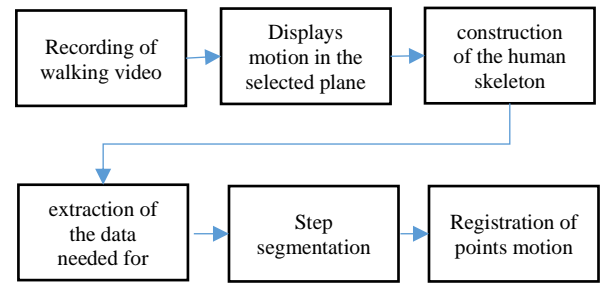 Recording of
walking video
Displays
motion in the
selected plane
construction
of the human
skeleton
extraction of
the data
needed for
Step
segmentation
Registration of
points motion